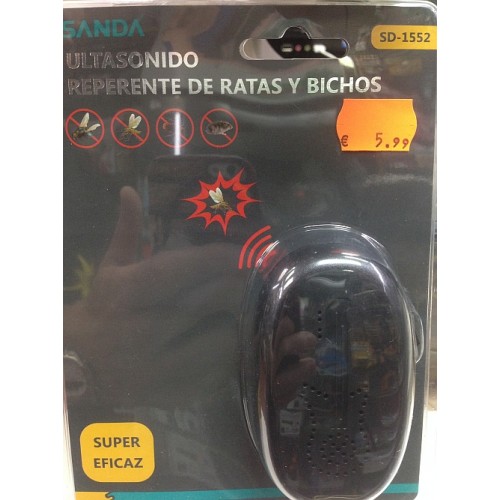 SANDA
SD-1552
ULTASONIDO
REPERENTE DE RATAS Y BICHOS
€ 5.99
SUPER
EFICAZ